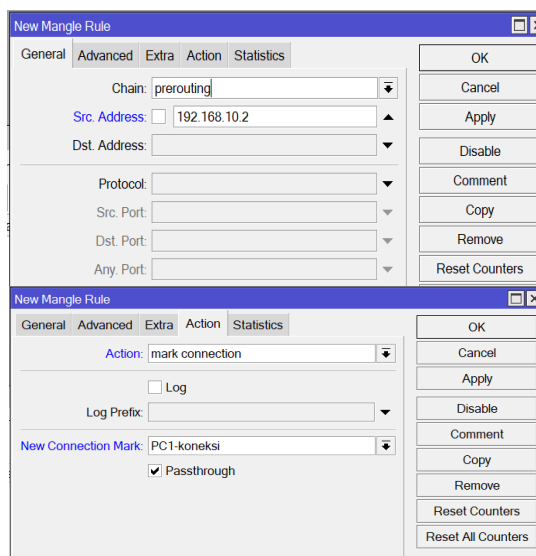 New Mangle Rule
General Advanced Extra Action Statistics
OK
Chain: prerouting
Cancel
Src. Address: 192.168.10.2
Apply
Dst. Address:
Disable
Protocol:
Comment
Src. Port:
Copy
Dst. Port:
Remove
Any. Port:
Reset Counters
New Mangle Rule
General Advanced Extra Action Statistics
OK
Action: mark connection
Cancel
Log
Apply
Log Prefix:
Disable
Comment
New Connection Mark: PC1-koneksi
Copy
Passthrough
Remove
Reset Counters
Reset All Counters